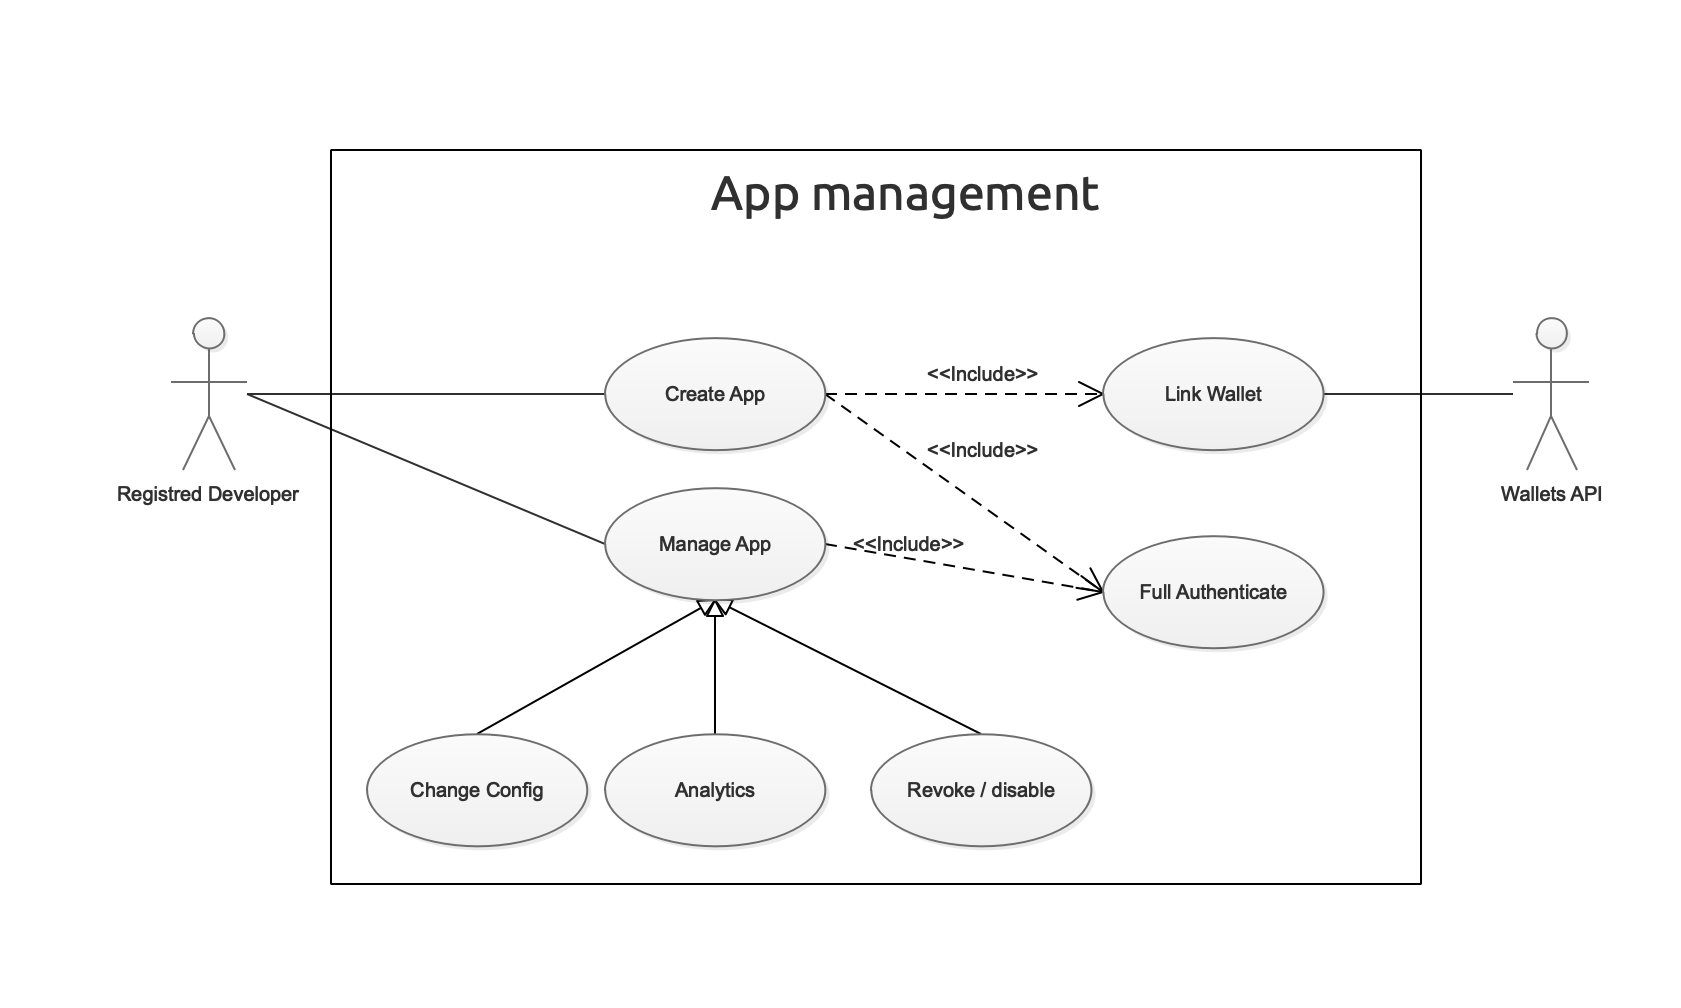 App management
Create App
<<Include>>
Link Wallet
<<Include>>
Registred Developer
Wallets API
Manage App
<<Include>>
Full Authenticate
Change Config
Analytics
Revoke / disable